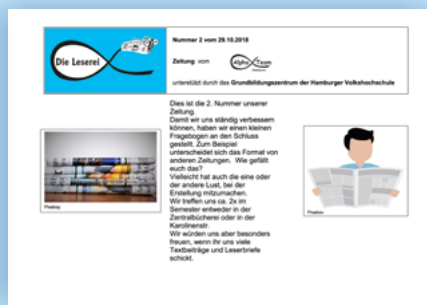 Die Leserei
Nummer 2 vom 29.10.2018
Zeitung vom Alpha Team
unterstützt durch das Grundbildungszentrum der Hamburger Volkshochschule
Dies ist die 2. Nummer unserer
Zeitung.
Damit wir uns ständig verbessern
können, haben wir einen kleinen
Fragebogen an den Schluss
gestellt. Zum Beispiel
unterscheidet sich das Format von
anderen Zeitungen. Wie gefällt
euch das?
Vielleicht hat auch die eine oder
der andere Lust, bei der
Erstellung mitzumachen.
Wir treffen uns ca. 2x im
Semester entweder in der
Zentralbücherei oder in der
Karolinenstr.
Wir würden uns aber besonders
freuen, wenn ihr uns viele
Textbeiträge und Leserbriefe
schickt.
Pixabay
Pixabay